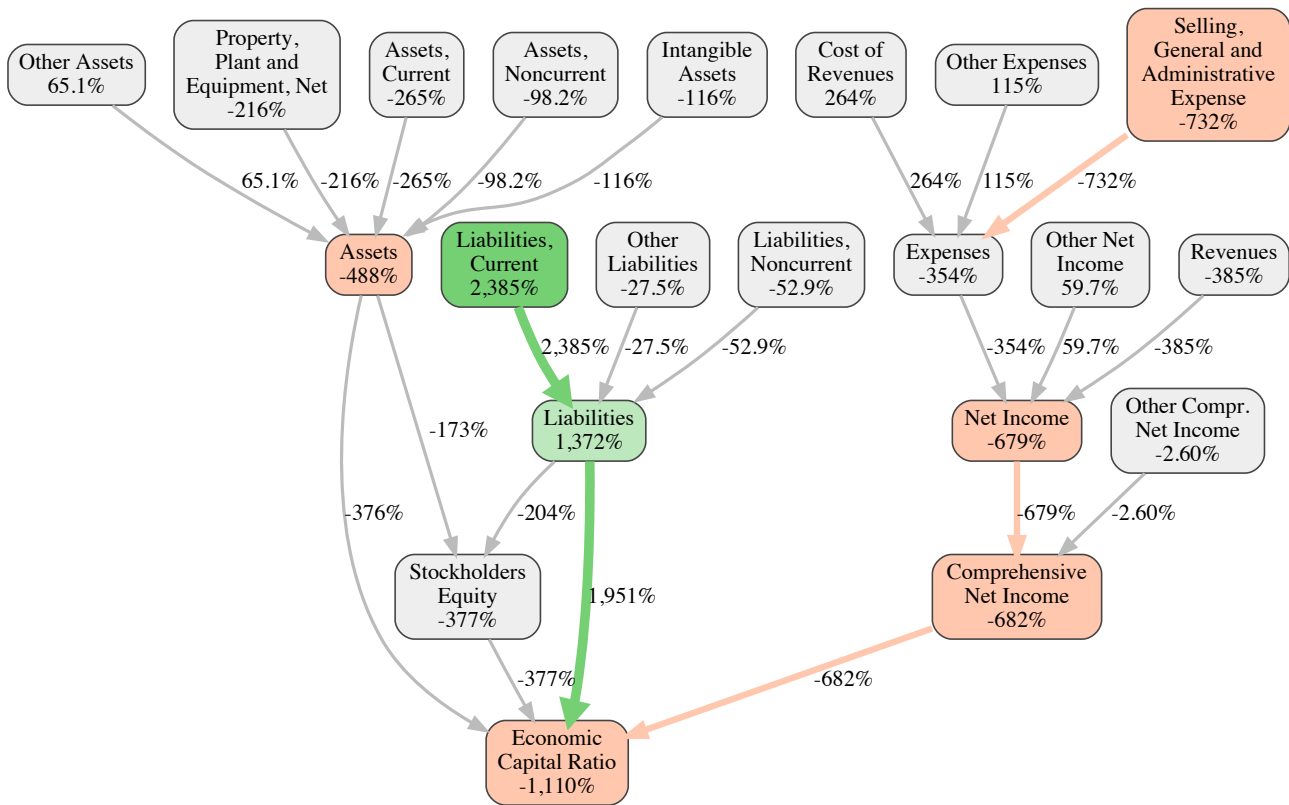 Other Assets
65.1%
Property,
Plant and
Equipment, Net
-216%
Assets,
Current
-265%
Assets,
Noncurrent
-98.2%
Intangible
Assets
-116%
Cost of
Revenues
264%
Other Expenses
115%
Selling,
General and
Administrative
Expense
-732%
65.1%
-216%
-265%
-98.2%
-116%
264%
115%
-732%
Assets
-488%
Liabilities,
Current
2,385%
Other
Liabilities
-27.5%
Liabilities,
Noncurrent
-52.9%
Expenses
-354%
Other Net
Income
59.7%
Revenues
-385%
2,385%
-27.5%
-52.9%
-354%
59.7%
-385%
-173%
Liabilities
1,372%
Net Income
-679%
Other Compr.
Net Income
-2.60%
-376%
-204%
-679%
-2.60%
Stockholders
Equity
-377%
1,951%
Comprehensive
Net Income
-682%
-377%
-682%
Economic
Capital Ratio
-1,110%